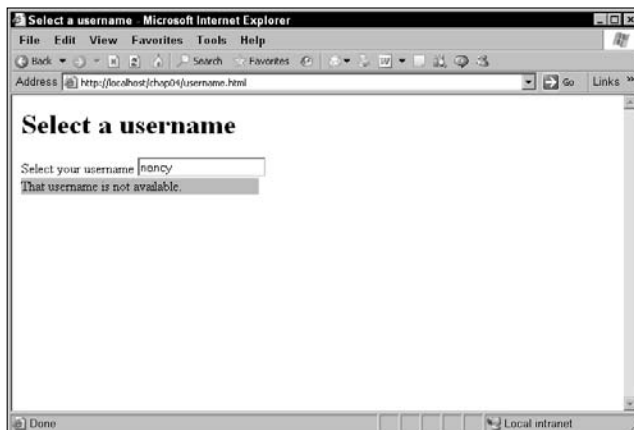 Select a username - Microsoft Internet Explorer
File Edit View Favorites Tools Help
Back Search Favorites
Address http://localhost/chap04/username.html Go Links »
Select a username
Select your username nancy
That username is not available.
Done Local intranet